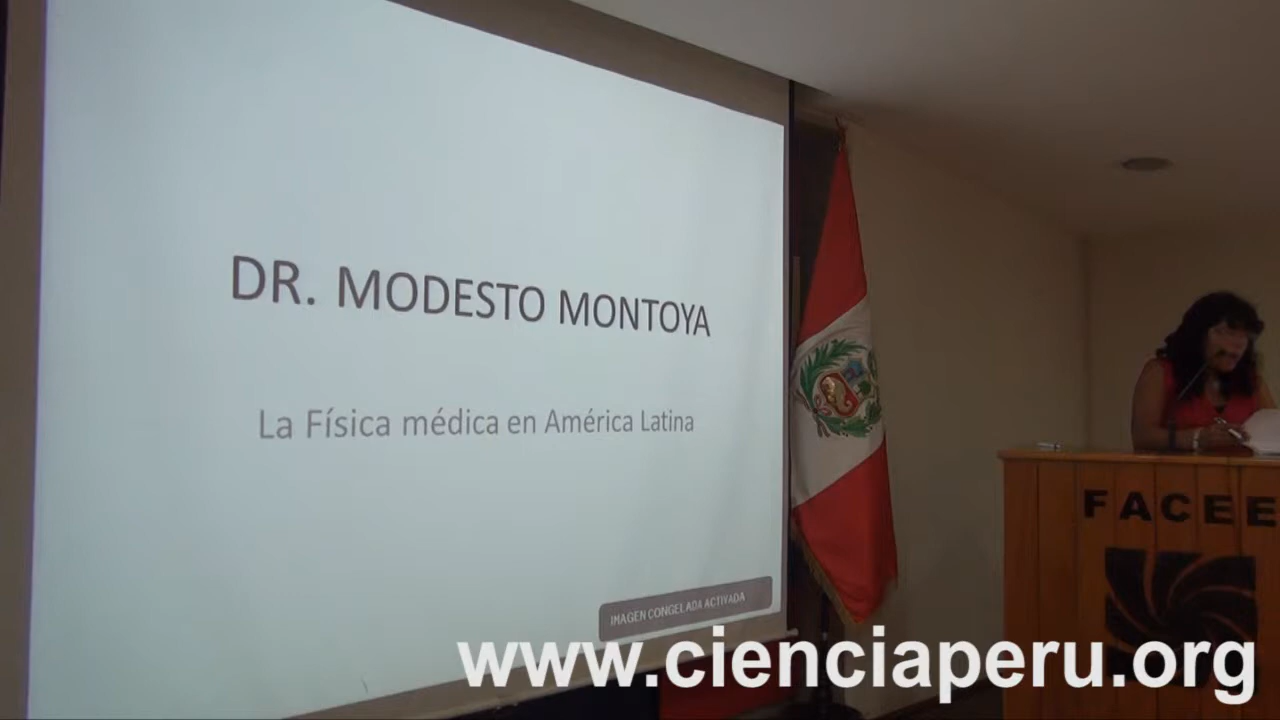 DR. MODESTO MONTOYA
La Física médica en América Latina
IMAGEN CONGELADA ACTIVADA
FACEE
www.cienciaperu.org